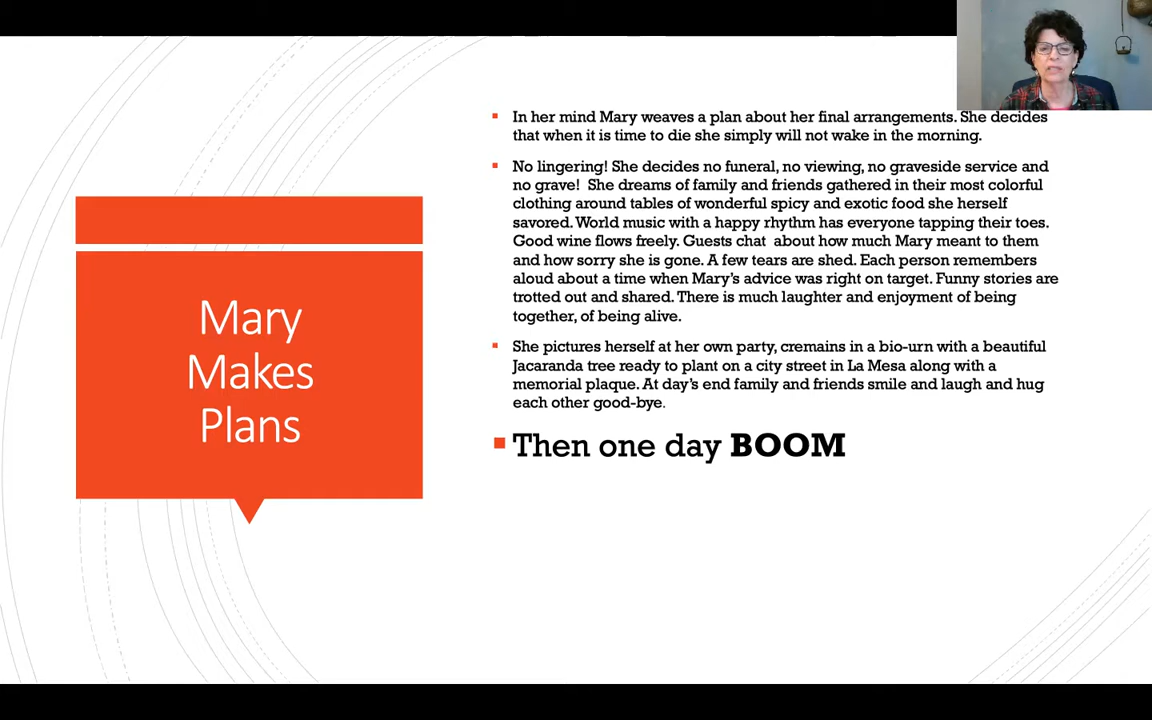 Mary
Makes
Plans
In her mind Mary weaves a plan about her final arrangements. She decides
that when it is time to die she simply will not wake in the morning.
No lingering! She decides no funeral, no viewing, no graveside service and
no grave!  She dreams of family and friends gathered in their most colorful
clothing around tables of wonderful spicy and exotic food she herself
savored. World music with a happy rhythm has everyone tapping their toes.
Good wine flows freely. Guests chat  about how much Mary meant to them
and how sorry she is gone. A few tears are shed. Each person remembers
aloud about a time when Mary's advice was right on target. Funny stories are
trotted out and shared. There is much laughter and enjoyment of being
together, of being alive.
She pictures herself at her own party, cremains in a bio-urn with a beautiful
Jacaranda tree ready to plant on a city street in La Mesa along with a
memorial plaque. At day's end family and friends smile and laugh and hug
each other good-bye.
Then one day BOOM